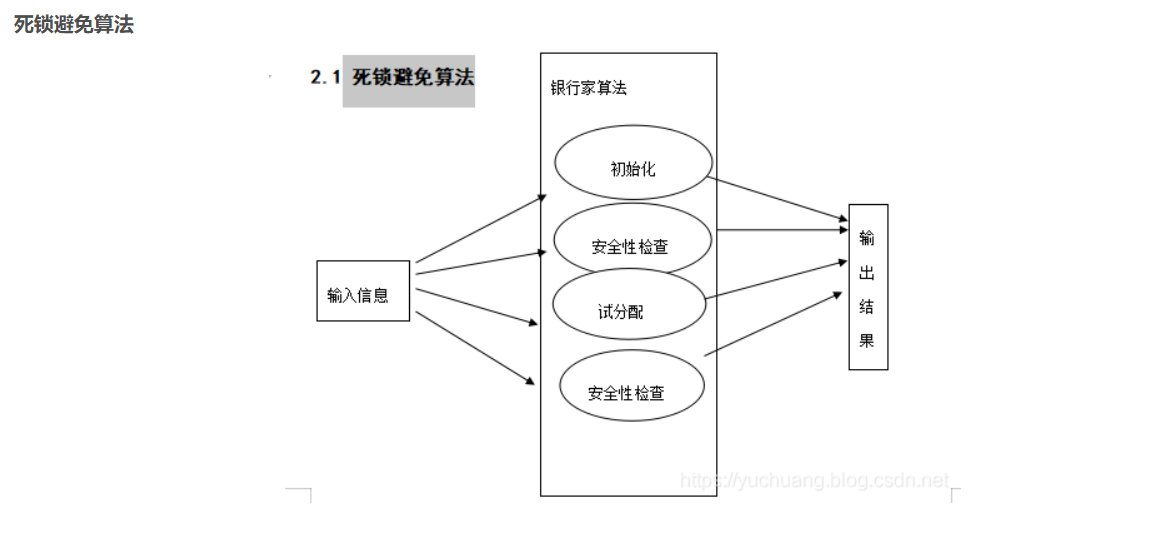 死锁避免算法
2.1 死锁避免算法
银行家算法
初始化
安全性检查
输入信息
试分配
安全性检查
输
出
结
果
https://yuchuang.blog.csdn.net